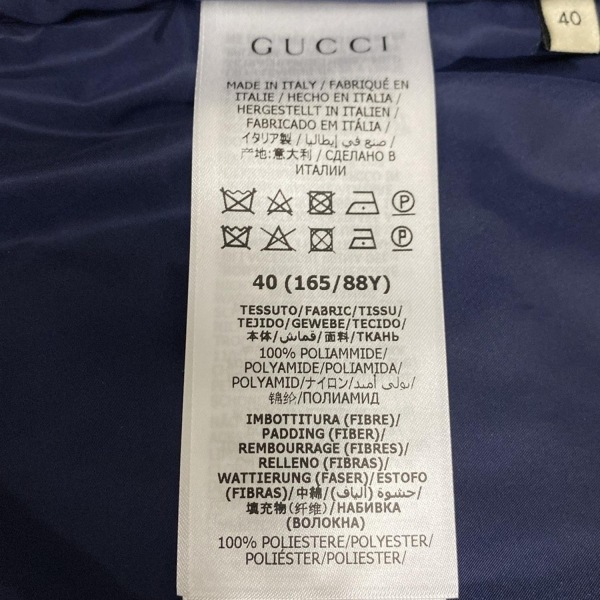 GUCCI
40
MADE IN ITALY / FABRIQUÉ EN
ITALIE / HECHO EN ITALIA /
HERGESTELLT IN ITALIEN /
FABRICADO EM ITÁLIA /
イタリア製 / صنع في إيطاليا /
产地:意大利 / СДЕЛАНО В
ИТАЛИИ
P
P
40 (165/88Y)
TESSUTO/FABRIC/TISSU/
TEJIDO/GEWEBE/TECIDO/
本体/قماش/面料/ТКАНЬ
100% POLIAMMIDE/
POLYAMIDE/POLIAMIDA/
POLYAMID/ナイロン/بولي أميد/
锦纶/ПОЛИАМИД
IMBOTTITURA (FIBRE)/
PADDING (FIBER)/
REMBOURRAGE (FIBRES)/
RELLENO (FIBRAS)/
WATTIERUNG (FASER)/ESTOFO
(FIBRAS)/中綿/حشوة (ألياف)/
填充物(纤维)/НАБИВКА
(ВОЛОКНА)
100% POLIESTERE/POLYESTER/
POLIÉSTER/POLIESTER/